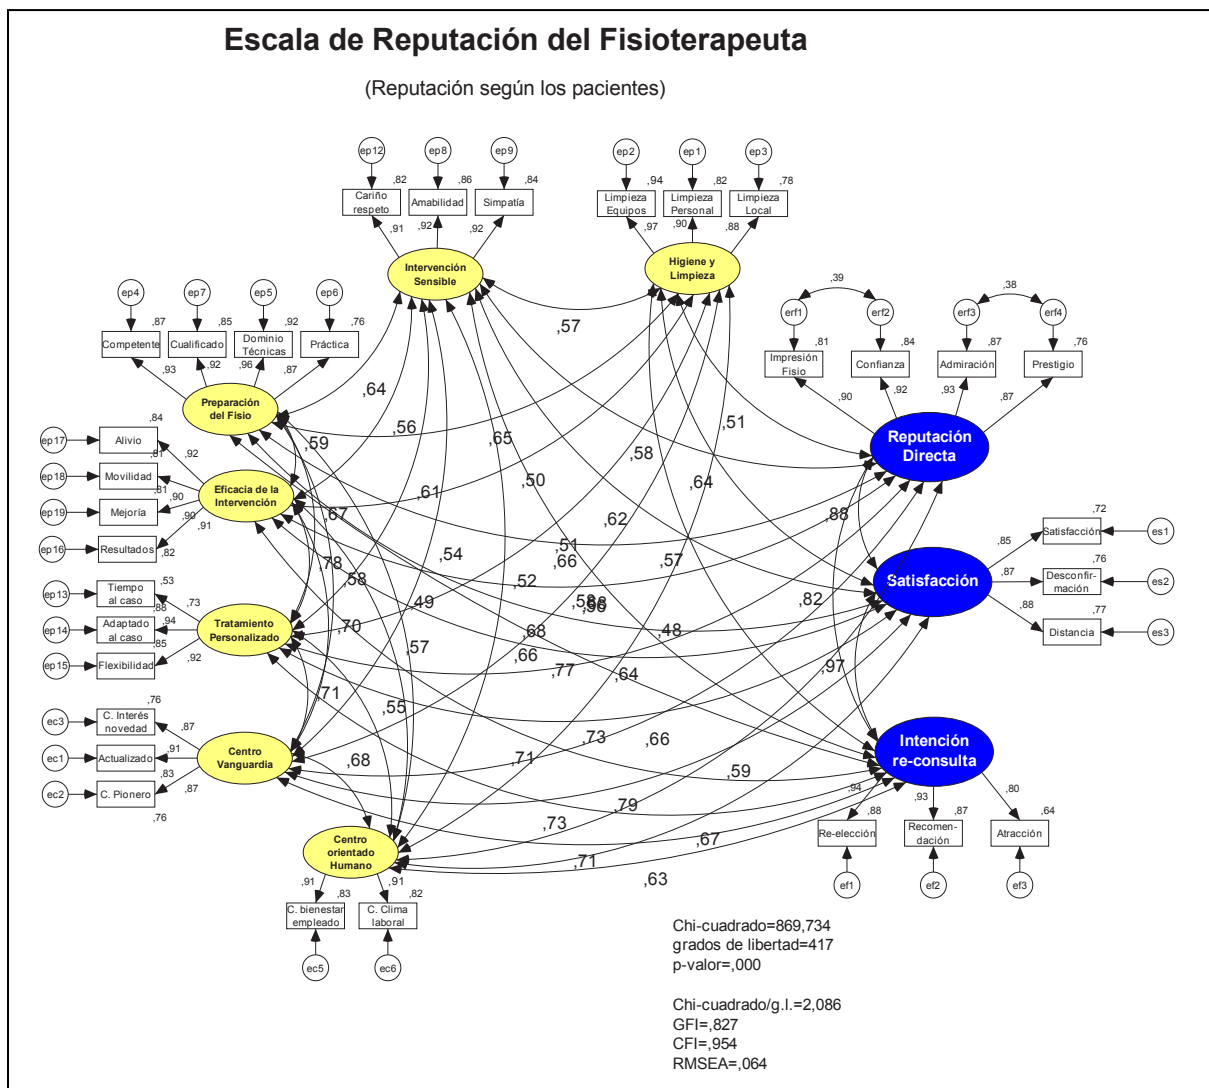 Escala de Reputación del Fisioterapeuta
(Reputación según los pacientes)
ep12
ep8
ep9
ep2
ep1
ep3
,82
,86
,84
,94
,82
,78
Cariño
respeto
Amabilidad
Simpatía
Limpieza
Equipos
Limpieza
Personal
Limpieza
Local
,91
,92
,92
,97
,90
,88
Intervención
Sensible
Higiene y
Limpieza
ep4
ep7
ep5
ep6
,87
,85
,92
,76
Competente
Cualificado
Dominio
Técnicas
Práctica
,93
,92
,96
,87
Preparación
del Fisio
,39
,38
erf1
erf2
erf3
erf4
,81
,84
,87
,76
Impresión
Fisio
Confianza
Admiración
Prestigio
,90
,92
,93
,87
Reputación
Directa
,57
,64
,56
,59
,65
,58
,51
,50
,64
,61
,62
,88
,67
,54
,51
,66
,57
,78
,58
,52
,49
,58
,48
,82
,70
,57
,68
,66
,77
,64
,97
,71
,55
,68
,71
,73
,66
,59
,79
,73
,67
,71
,63
ep17
Alivio
,84
,92
ep18
Movilidad
,81
,90
ep19
Mejoría
,81
,90
ep16
Resultados
,82
,91
Eficacia de la
Intervención
ep13
Tiempo
al caso
,53
,73
ep14
Adaptado
al caso
,88
,94
ep15
Flexibilidad
,85
,92
Tratamiento
Personalizado
ec3
C. Interés
novedad
,76
,87
ec1
Actualizado
,91
ec2
C. Pionero
,83
,87
,76
Centro
Vanguardia
Centro
orientado
Humano
,91
,83
,91
,82
C. bienestar
empleado
C. Clima
laboral
ec5
ec6
Satisfacción
,72
,85
Satisfacción
es1
,76
,87
Desconfir-
mación
es2
,77
,88
Distancia
es3
Intención
re-consulta
,94
,93
,80
,88
,87
,64
Re-elección
Recomen-
dación
Atracción
ef1
ef2
ef3
Chi-cuadrado=869,734
grados de libertad=417
p-valor=,000
Chi-cuadrado/g.l.=2,086
GFI=,827
CFI=,954
RMSEA=,064